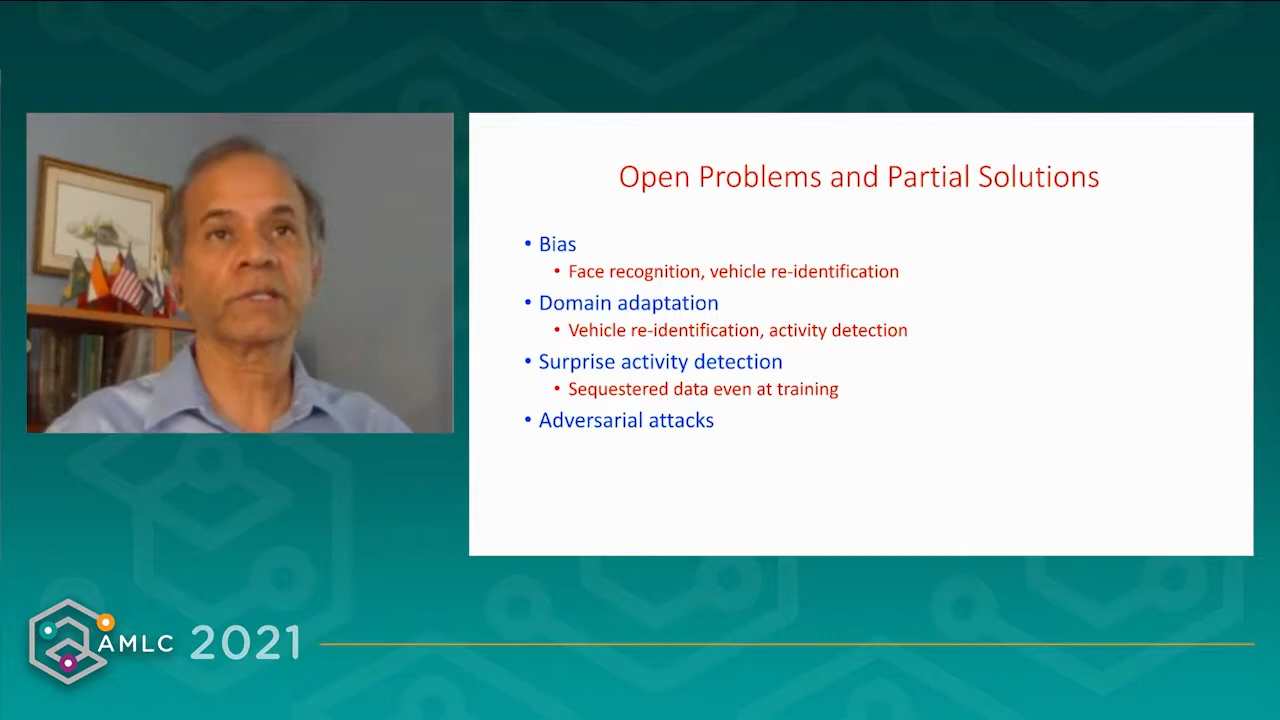 Open Problems and Partial Solutions
• Bias
• Face recognition, vehicle re-identification
• Domain adaptation
• Vehicle re-identification, activity detection
• Surprise activity detection
• Sequestered data even at training
• Adversarial attacks
AMLC 2021